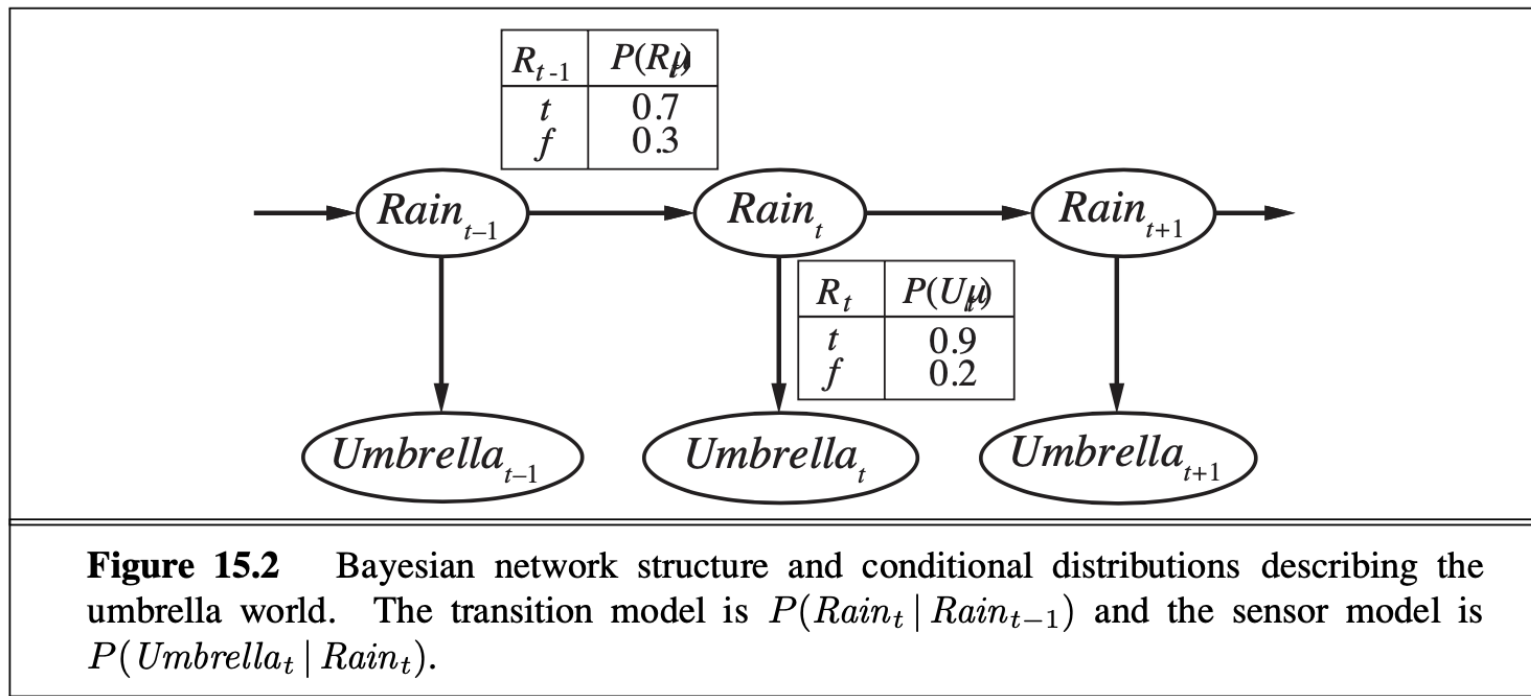 R_{t-1} P(R_t)
t 0.7
f 0.3
Rain_{t-1} Rain_t Rain_{t+1}
R_t P(U_t)
t 0.9
f 0.2
Umbrella_{t-1} Umbrella_t Umbrella_{t+1}
Figure 15.2 Bayesian network structure and conditional distributions describing the
umbrella world. The transition model is P(Rain_t | Rain_{t−1}) and the sensor model is
P(Umbrella_t | Rain_t).